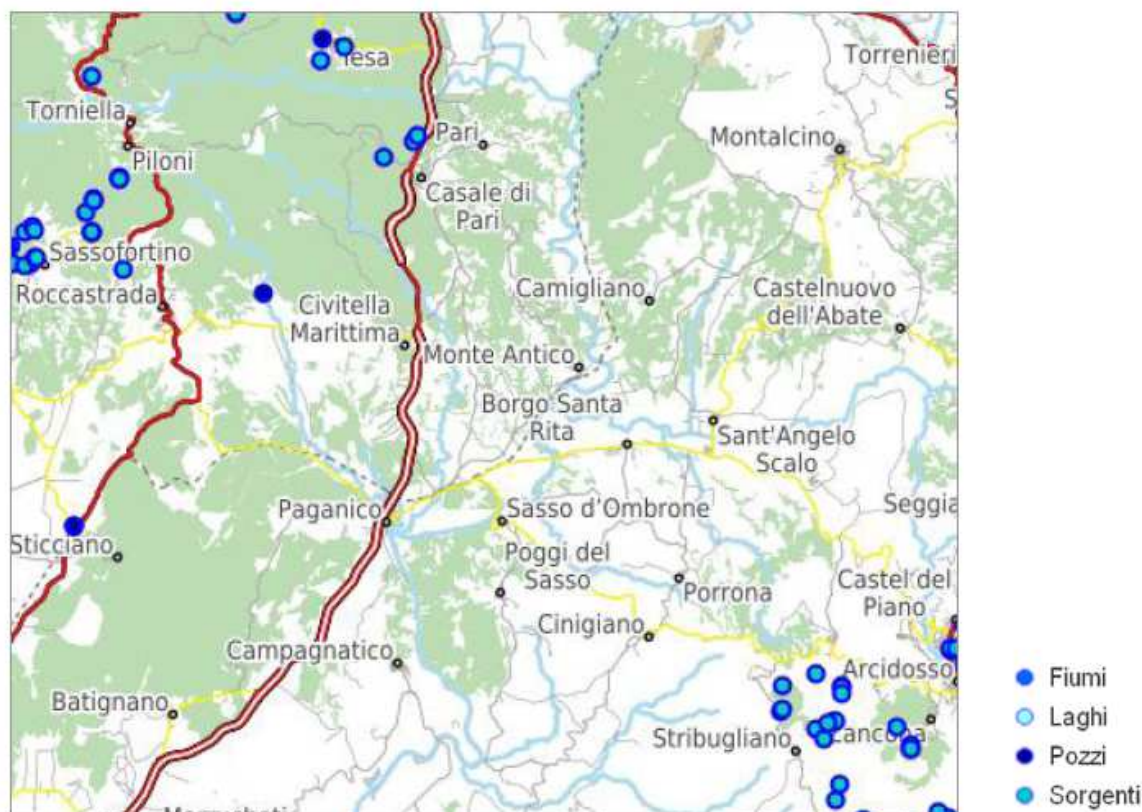 Iesa
Torrenieri
Torniella
Pari
Montalcino
Piloni
Casale di
Pari
Sassofortino
Roccastrada
Camigliano
Castelnuovo
dell'Abate
Civitella
Marittima
Monte Antico
Borgo Santa
Rita
Sant'Angelo
Scalo
Paganico
Sasso d'Ombrone
Seggia
Sticciano
Poggi del
Sasso
Porrona
Castel del
Piano
Cinigiano
Campagnatico
Arcidosso
Batignano
Stribugliano
Zancona
Fiumi
Laghi
Pozzi
Sorgenti